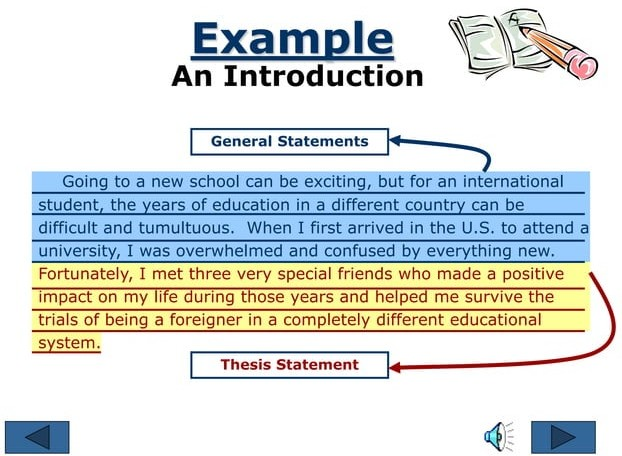 Example
An Introduction
General Statements
Going to a new school can be exciting, but for an international
student, the years of education in a different country can be
difficult and tumultuous.  When I first arrived in the U.S. to attend a
university, I was overwhelmed and confused by everything new.
Fortunately, I met three very special friends who made a positive
impact on my life during those years and helped me survive the
trials of being a foreigner in a completely different educational
system.
Thesis Statement